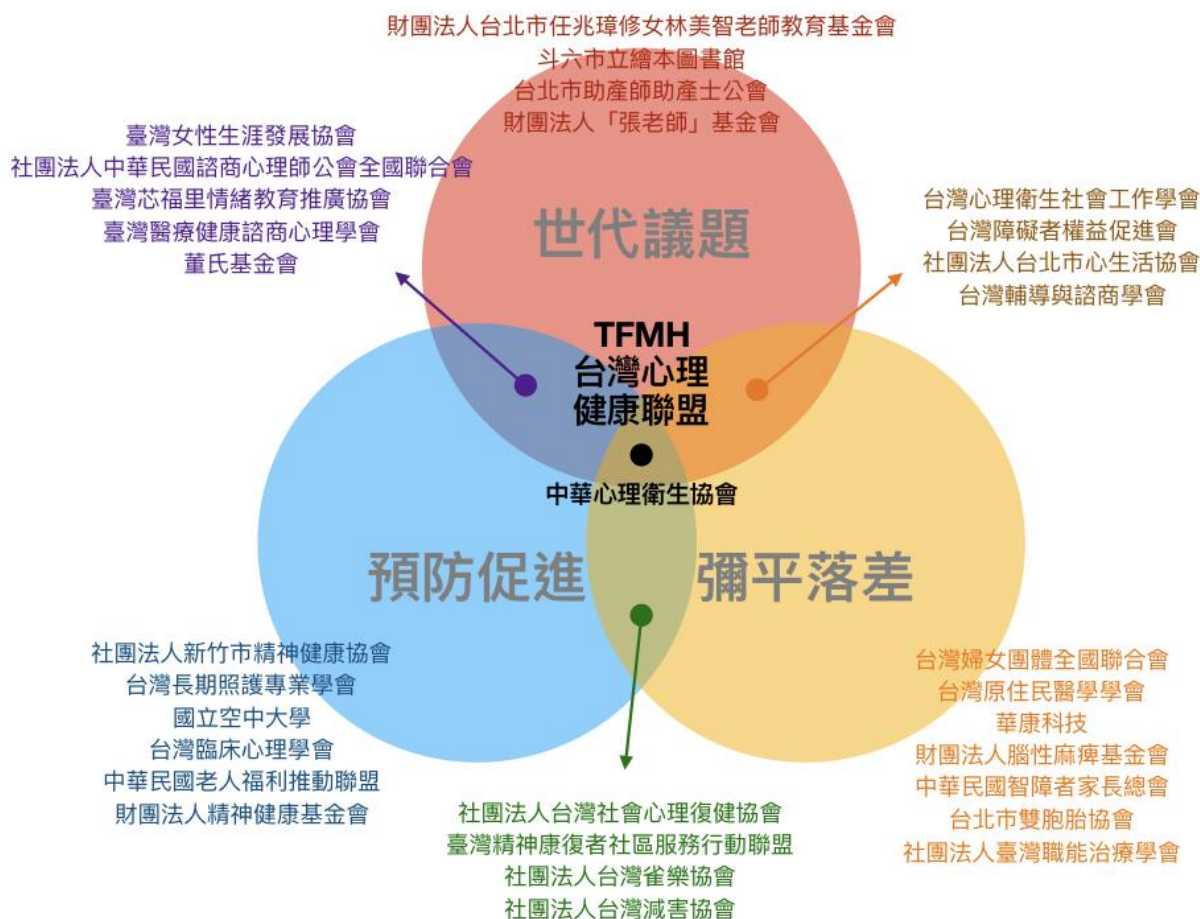 財團法人台北市任兆璋修女林美智老師教育基金會
斗六市立繪本圖書館
台北市助產師助產士公會
財團法人「張老師」基金會
臺灣女性生涯發展協會
社團法人中華民國諮商心理師公會全國聯合會
臺灣芯福里情緒教育推廣協會
臺灣醫療健康諮商心理學會
董氏基金會
台灣心理衛生社會工作學會
台灣障礙者權益促進會
社團法人台北市心生活協會
台灣輔導與諮商學會
世代議題
TFMH
台灣心理
健康聯盟
中華心理衛生協會
預防促進
彌平落差
社團法人新竹市精神健康協會
台灣長期照護專業學會
國立空中大學
台灣臨床心理學會
中華民國老人福利推動聯盟
財團法人精神健康基金會
社團法人台灣社會心理復健協會
臺灣精神康復者社區服務行動聯盟
社團法人台灣雀樂協會
社團法人台灣減害協會
台灣婦女團體全國聯合會
台灣原住民醫學學會
華康科技
財團法人腦性麻痺基金會
中華民國智障者家長總會
台北市雙胞胎協會
社團法人臺灣職能治療學會